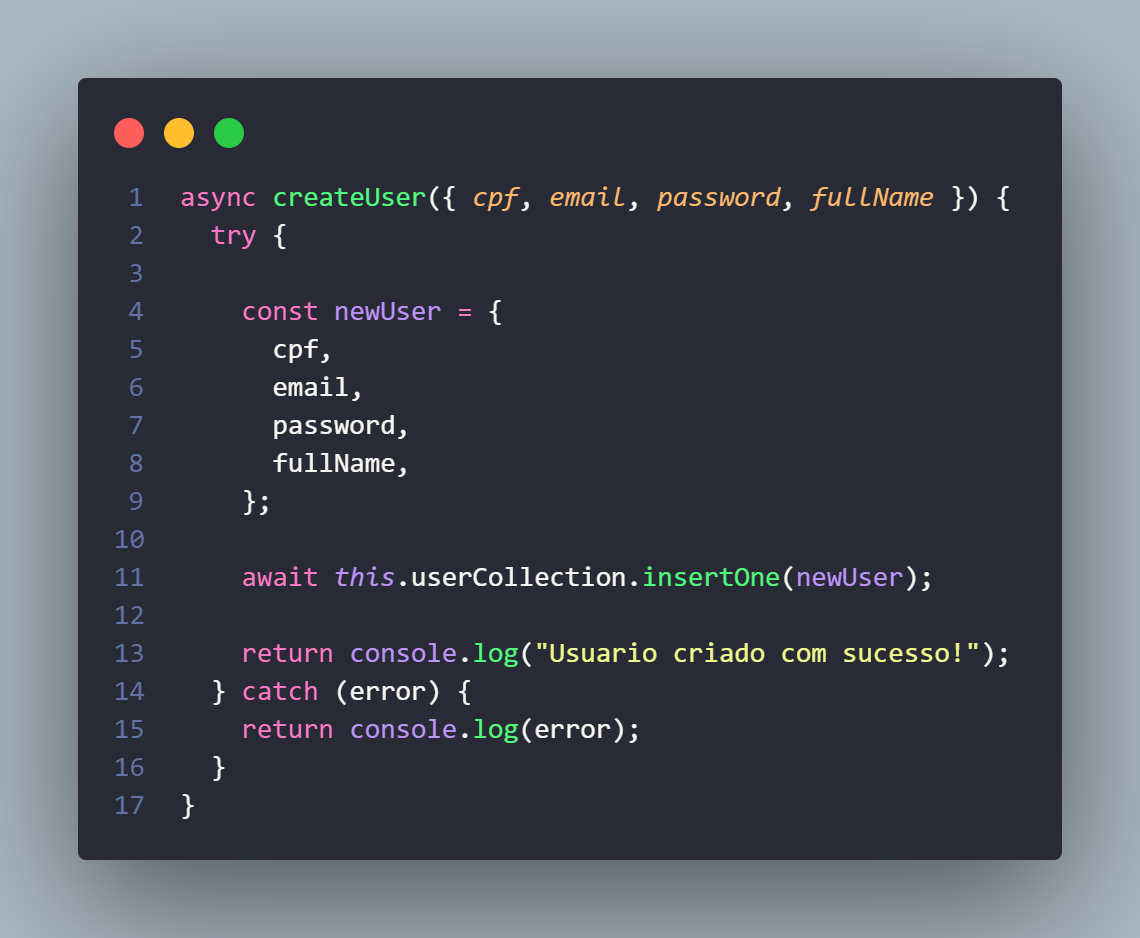 1 async createUser({ cpf, email, password, fullName }) {
2   try {
3
4     const newUser = {
5       cpf,
6       email,
7       password,
8       fullName,
9     };
10
11     await this.userCollection.insertOne(newUser);
12
13     return console.log("Usuario criado com sucesso!");
14   } catch (error) {
15     return console.log(error);
16   }
17 }